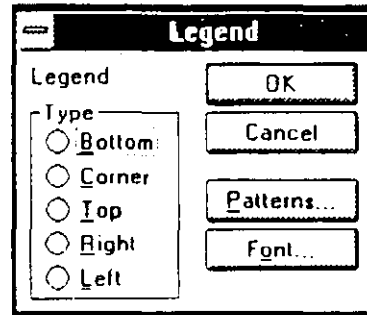 Legend
Legend
OK
Type
Bottom
Cancel
Corner
Top
Patterns...
Right
Font...
Left